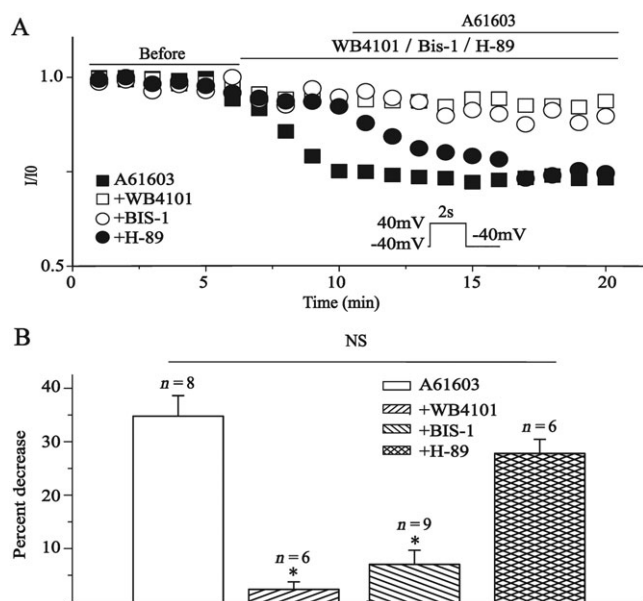 A
A61603
Before
WB4101 / Bis-1 / H-89
1.0
I/I0
A61603
+WB4101
+BIS-1
+H-89
2s
40mV
-40mV
-40mV
0.5
0 5 10 15 20
Time (min)
B
NS
Percent decrease
40
30
20
10
n=8
n=6
*
n=9
*
n=6
A61603
+WB4101
+BIS-1
+H-89